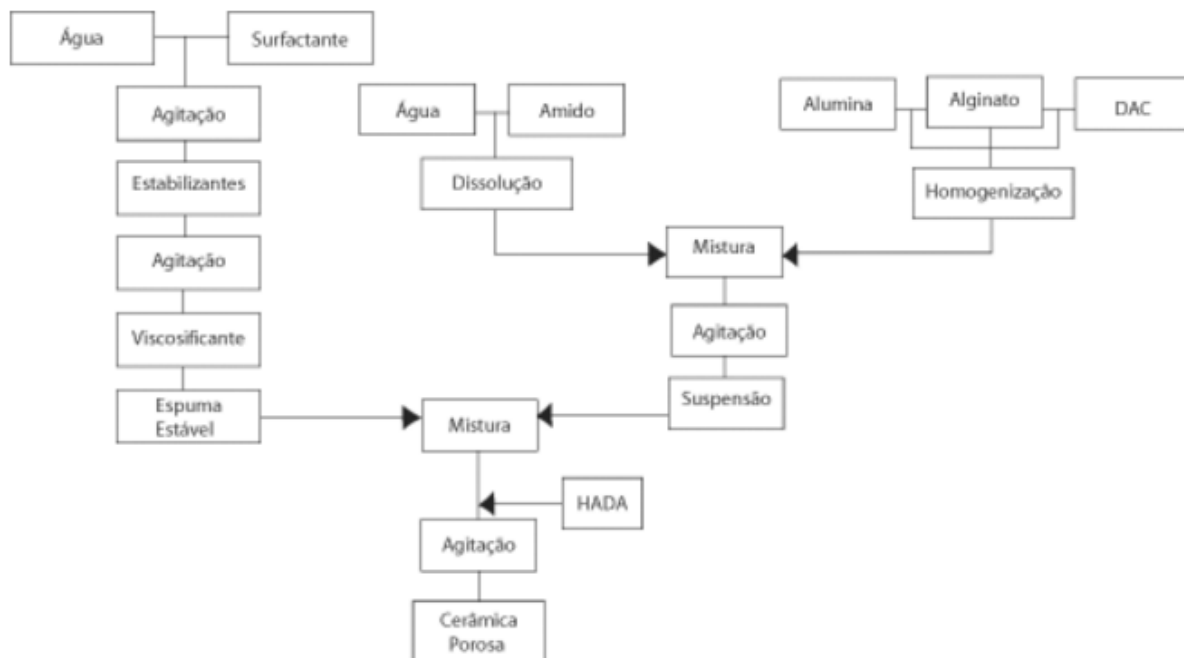 Água
Surfactante
Agitação
Estabilizantes
Agitação
Viscosificante
Espuma
Estável
Água
Amido
Dissolução
Alumina
Alginato
DAC
Homogenização
Mistura
Agitação
Suspensão
Mistura
HADA
Agitação
Cerâmica
Porosa